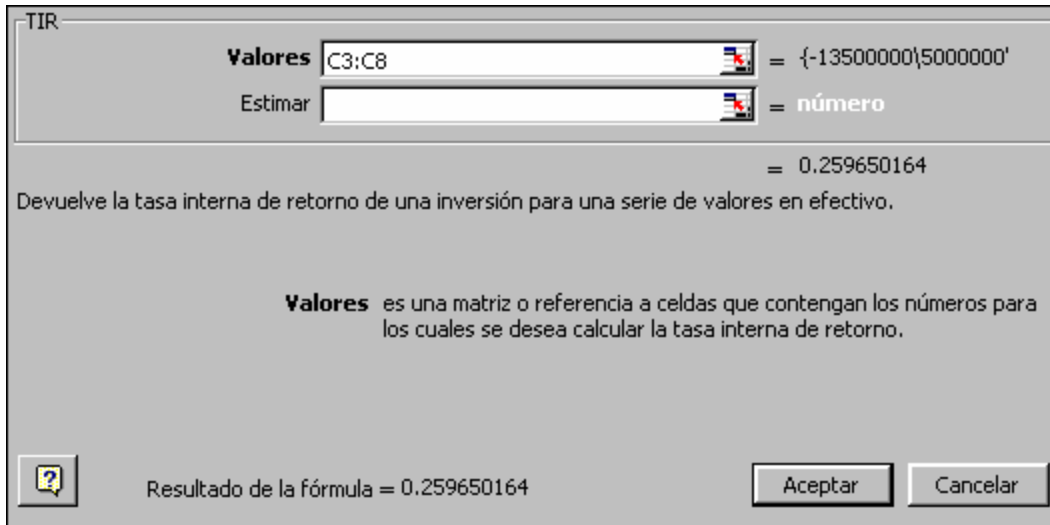 TIR
Valores C3:C8 = {-13500000\5000000'
Estimar = número
= 0.259650164
Devuelve la tasa interna de retorno de una inversión para una serie de valores en efectivo.
Valores es una matriz o referencia a celdas que contengan los números para
los cuales se desea calcular la tasa interna de retorno.
? Resultado de la fórmula = 0.259650164 Aceptar Cancelar